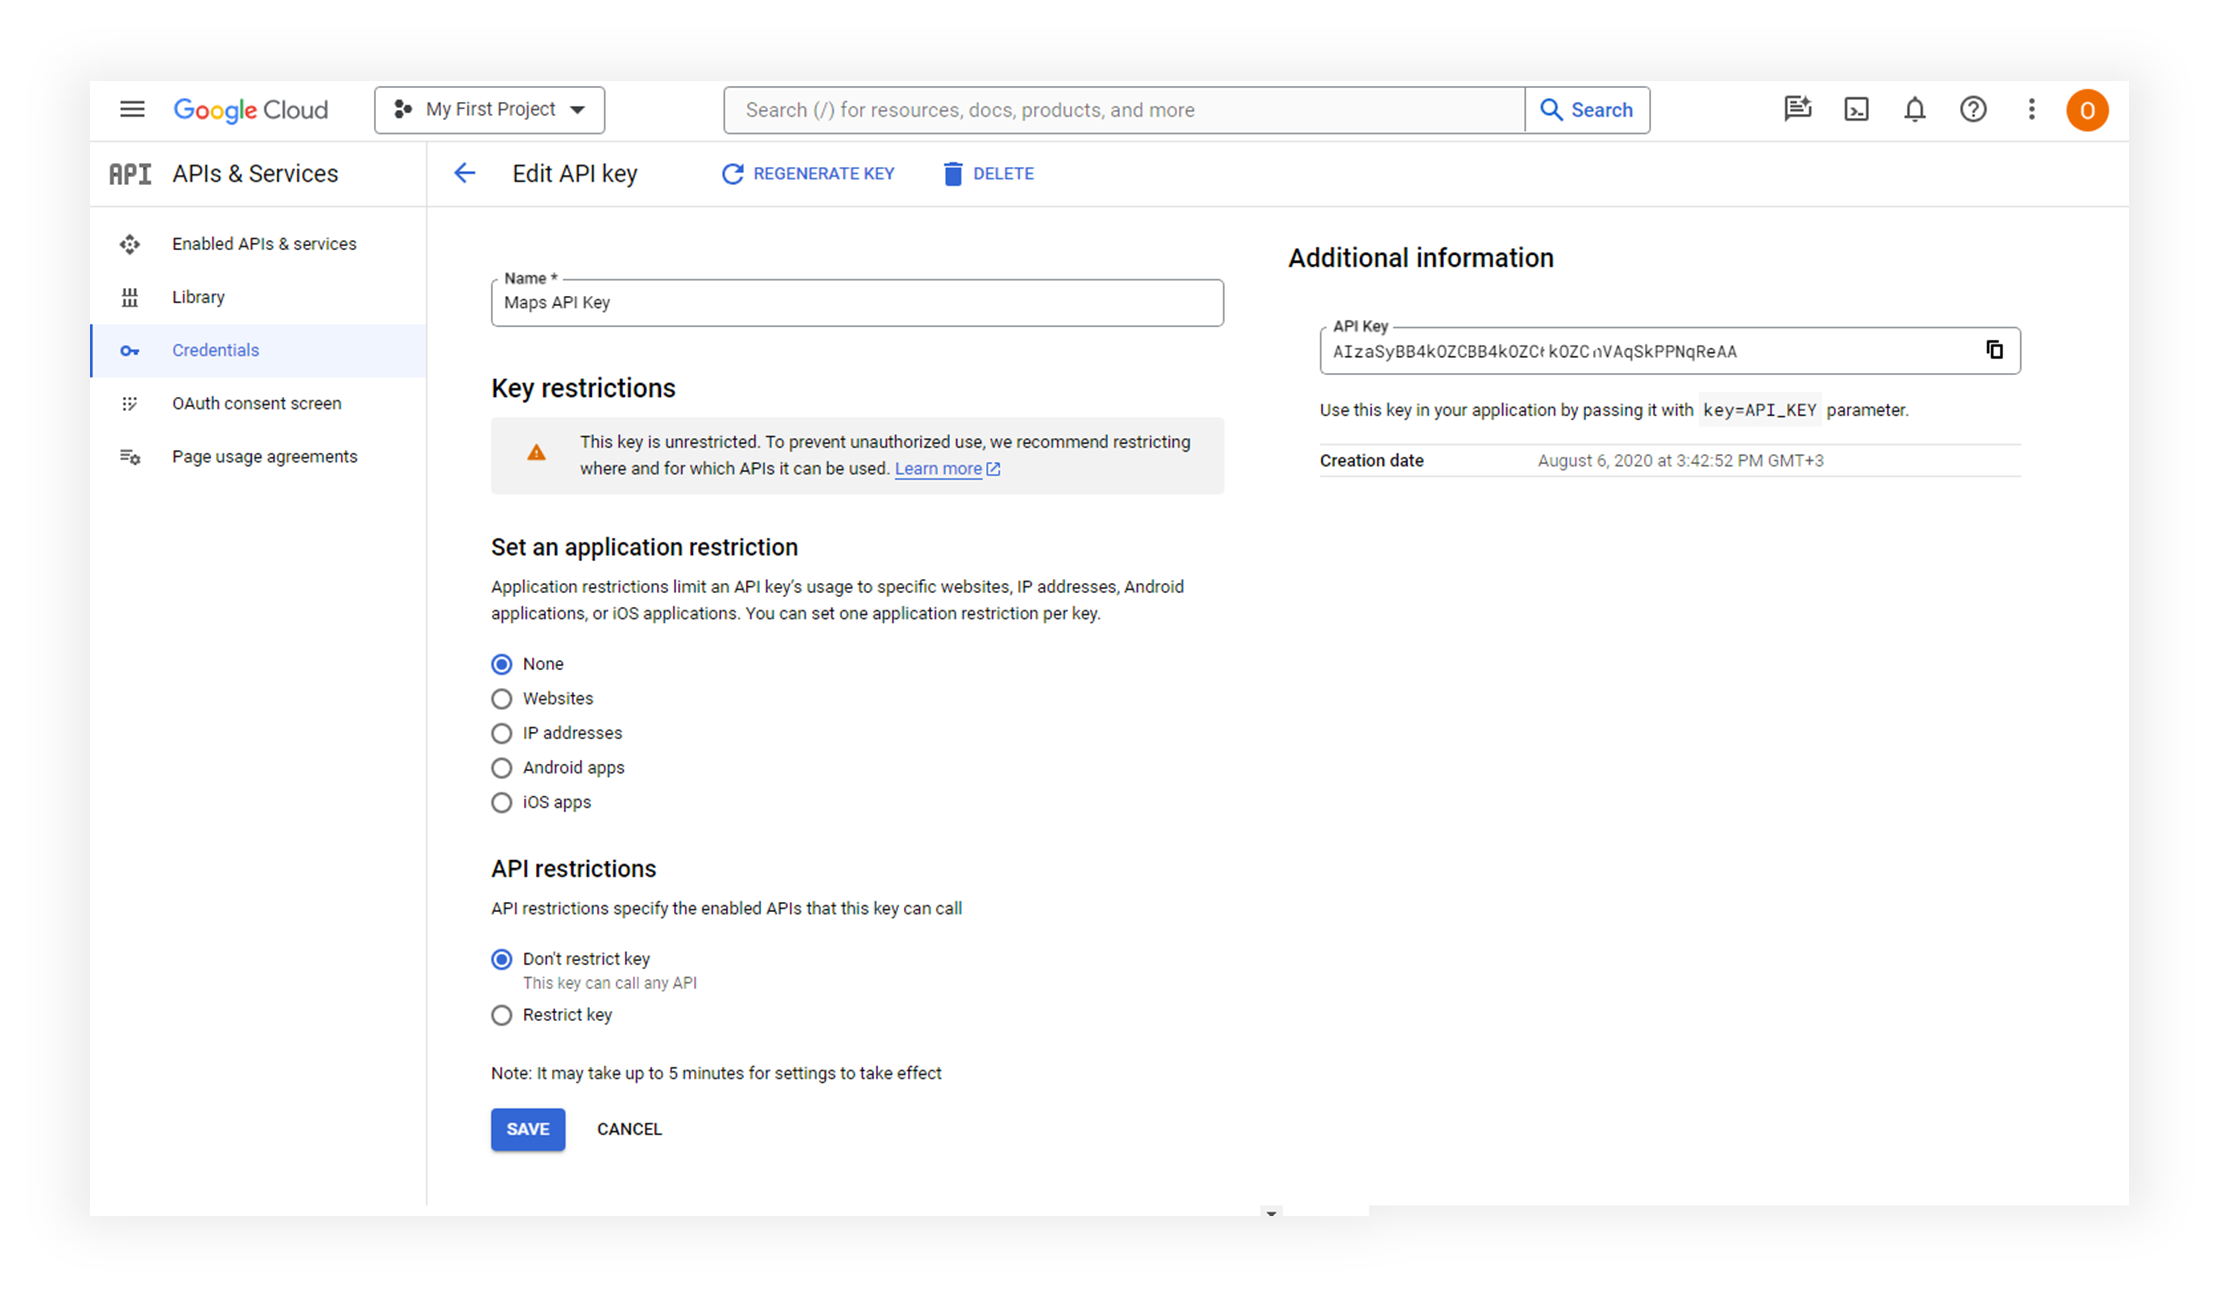 Google Cloud
My First Project
Search (/) for resources, docs, products, and more
Search
O
API APIs & Services
Edit API key
REGENERATE KEY
DELETE
Enabled APIs & services
Library
Credentials
OAuth consent screen
Page usage agreements
Name *
Maps API Key
Key restrictions
This key is unrestricted. To prevent unauthorized use, we recommend restricting
where and for which APIs it can be used. Learn more
Set an application restriction
Application restrictions limit an API key's usage to specific websites, IP addresses, Android
applications, or iOS applications. You can set one application restriction per key.
None
Websites
IP addresses
Android apps
iOS apps
API restrictions
API restrictions specify the enabled APIs that this key can call
Don't restrict key
This key can call any API
Restrict key
Note: It may take up to 5 minutes for settings to take effect
SAVE
CANCEL
Additional information
API Key
Use this key in your application by passing it with key=API_KEY parameter.
Creation date
August 6, 2020 at 3:42:52 PM GMT+3